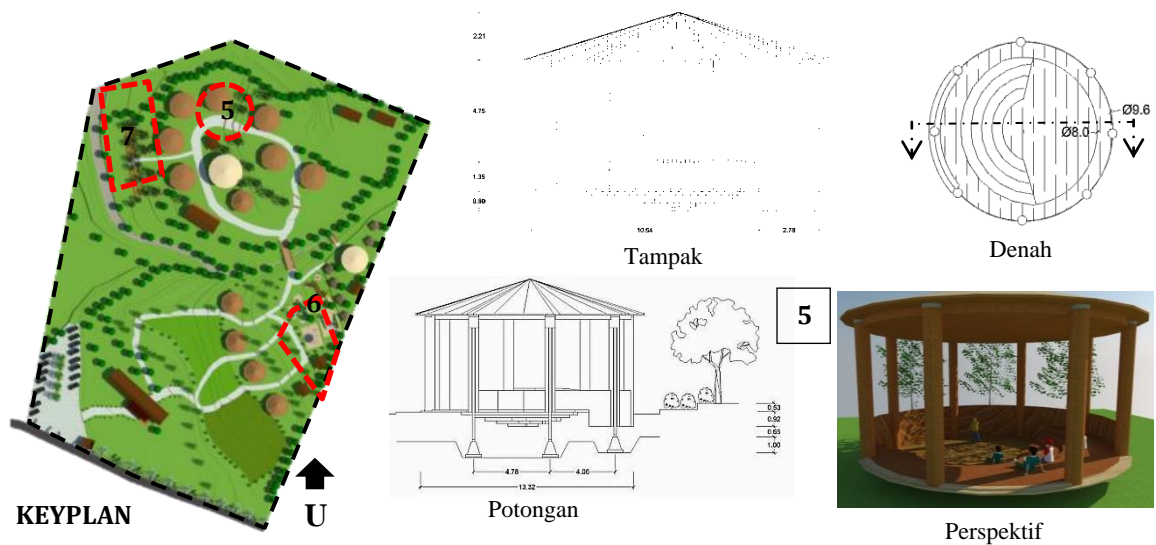 7
5
6
KEYPLAN
U
2.21
4.75
1.35
0.90
10.64
2.78
Tampak
Ø9.6
Ø8.0
Denah
0.53
0.92
0.65
1.00
4.78
4.06
13.32
Potongan
5
Perspektif